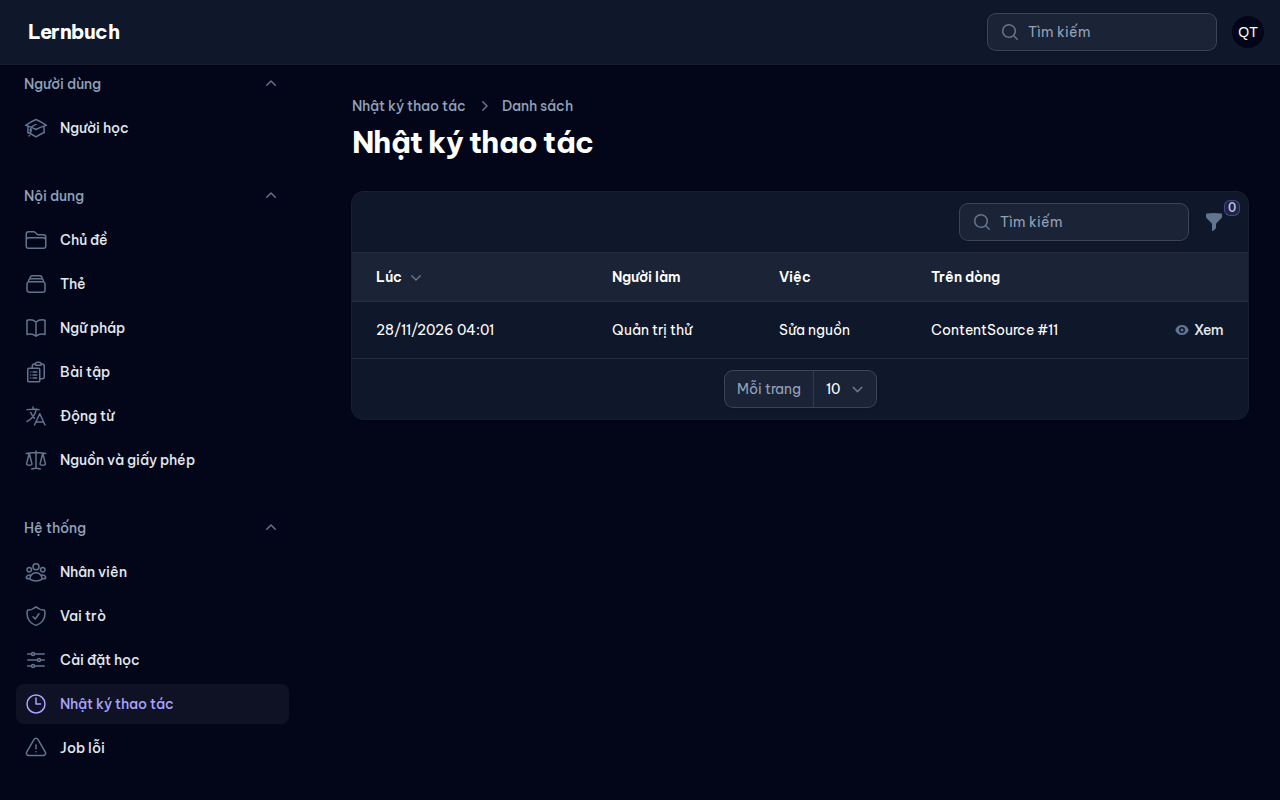 Lernbuch
Tìm kiếm
QT
Người dùng
Người học
Nội dung
Chủ đề
Thẻ
Ngữ pháp
Bài tập
Động từ
Nguồn và giấy phép
Hệ thống
Nhân viên
Vai trò
Cài đặt học
Nhật ký thao tác
Job lỗi
Nhật ký thao tác > Danh sách
Nhật ký thao tác
Tìm kiếm
0
Lúc Người làm Việc Trên dòng
28/11/2026 04:01 Quản trị thử Sửa nguồn ContentSource #11 Xem
Mỗi trang 10